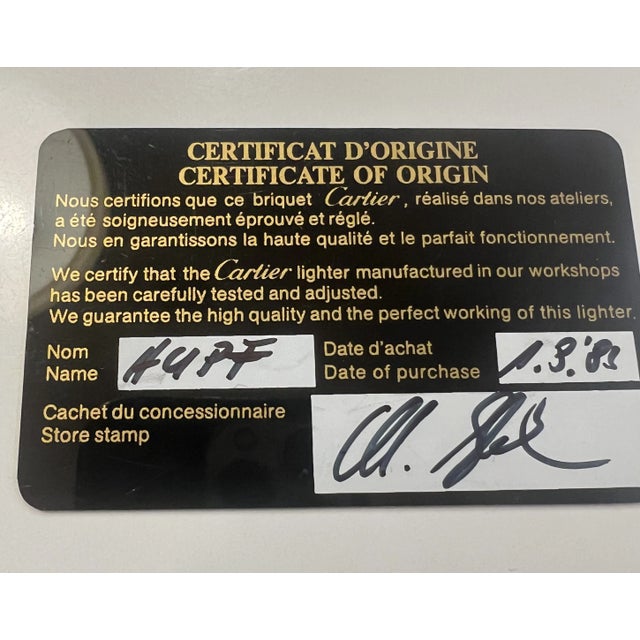 CERTIFICAT D'ORIGINE
CERTIFICATE OF ORIGIN
Nous certifions que ce briquet Cartier, réalisé dans nos ateliers,
a été soigneusement éprouvé et réglé.
Nous en garantissons la haute qualité et le parfait fonctionnement.
We certify that the Cartier lighter manufactured in our workshops
has been carefully tested and adjusted.
We guarantee the high quality and the perfect working of this lighter.
Nom
Name
HUPF
Date d'achat
Date of purchase
Cachet du concessionnaire
Store stamp